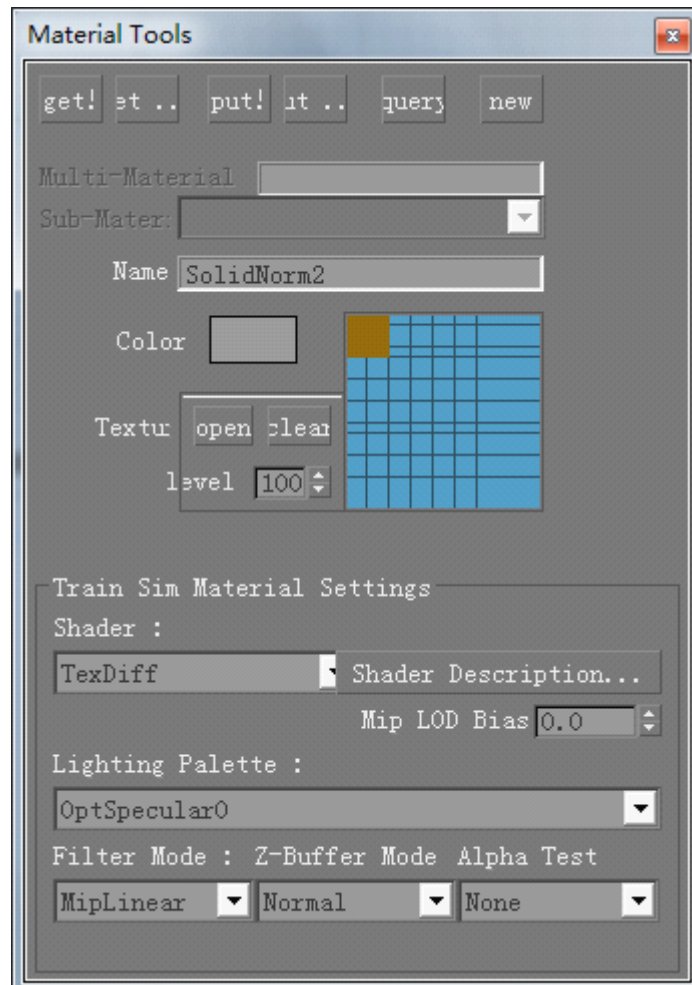 Material Tools
get! et .. put! ut .. query new
Multi-Material
Sub-Mater:
Name SolidNorm2
Color
Textu open clear
level 100
Train Sim Material Settings
Shader :
TexDiff Shader Description...
Mip LOD Bias 0.0
Lighting Palette :
OptSpecular0
Filter Mode : Z-Buffer Mode Alpha Test
MipLinear Normal None